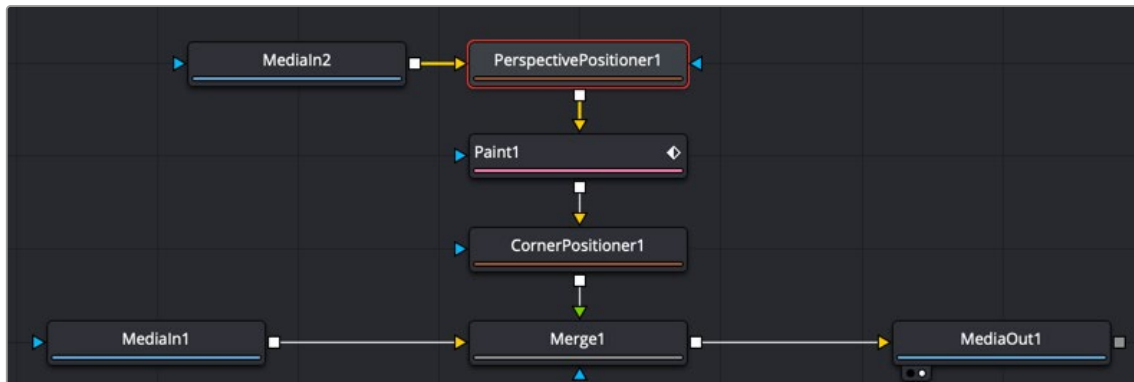 MediaIn2
PerspectivePositioner1
Paint1
CornerPositioner1
MediaIn1
Merge1
MediaOut1